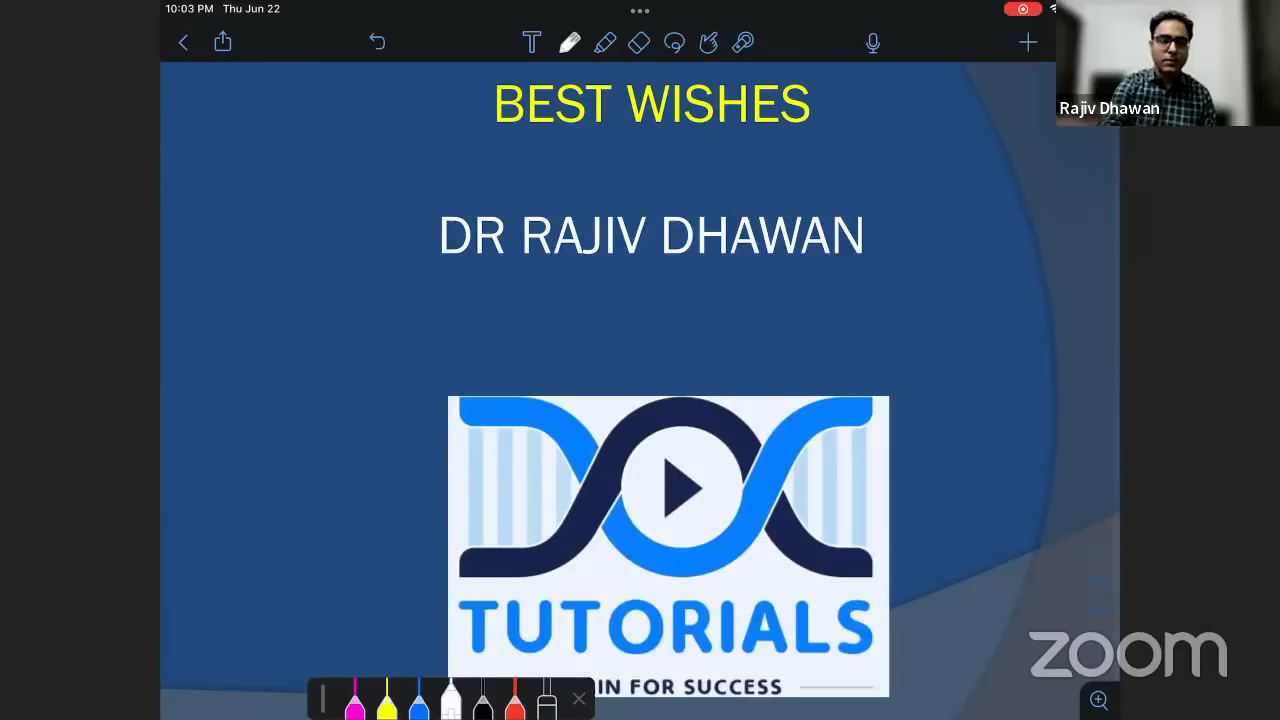 10:03 PM Thu Jun 22
BEST WISHES
Rajiv Dhawan
DR RAJIV DHAWAN
TUTORIALS
IN FOR SUCCESS
zoom